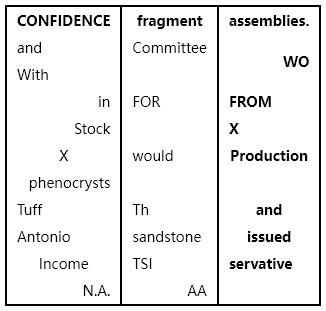 CONFIDENCE fragment assemblies.
and Committee
WO
With
in FOR FROM
Stock X
X would Production
phenocrysts
Tuff Th and
Antonio sandstone issued
Income TSI servative
N.A. AA